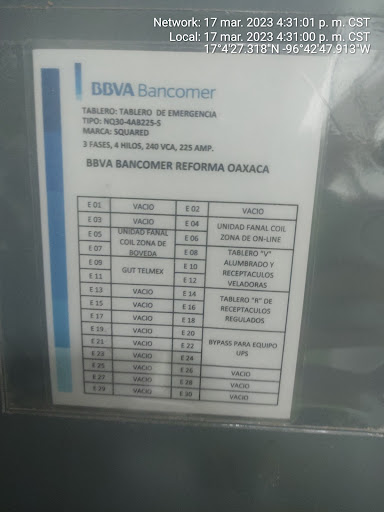 Network: 17 mar. 2023 4:31:01 p. m. CST
Local: 17 mar. 2023 4:31:00 p. m. CST
17°4'27.318"N -96°42'47.913"W
BBVA Bancomer
TABLERO: TABLERO DE EMERGENCIA
TIPO: NQ30-4AB225-S
MARCA: SQUARED
3 FASES, 4 HILOS, 240 VCA, 225 AMP.
BBVA BANCOMER REFORMA OAXACA
E 01 VACIO E 02 VACIO
E 03 VACIO E 04 UNIDAD FANAL COIL
E 05 UNIDAD FANAL E 06 ZONA DE ON-LINE
E 07 COIL ZONA DE BOVEDA E 08 TABLERO "V"
E 09 GUT TELMEX E 10 ALUMBRADO Y
E 11 E 12 RECEPTACULOS VELADORAS
E 13 VACIO E 14 TABLERO "R" DE
E 15 VACIO E 16 RECEPTACULOS
E 17 VACIO E 18 REGULADOS
E 19 VACIO E 20 BYPASS PARA EQUIPO
E 21 VACIO E 22 UPS
E 23 VACIO E 24
E 25 VACIO E 26 VACIO
E 27 VACIO E 28 VACIO
E 29 VACIO E 30 VACIO